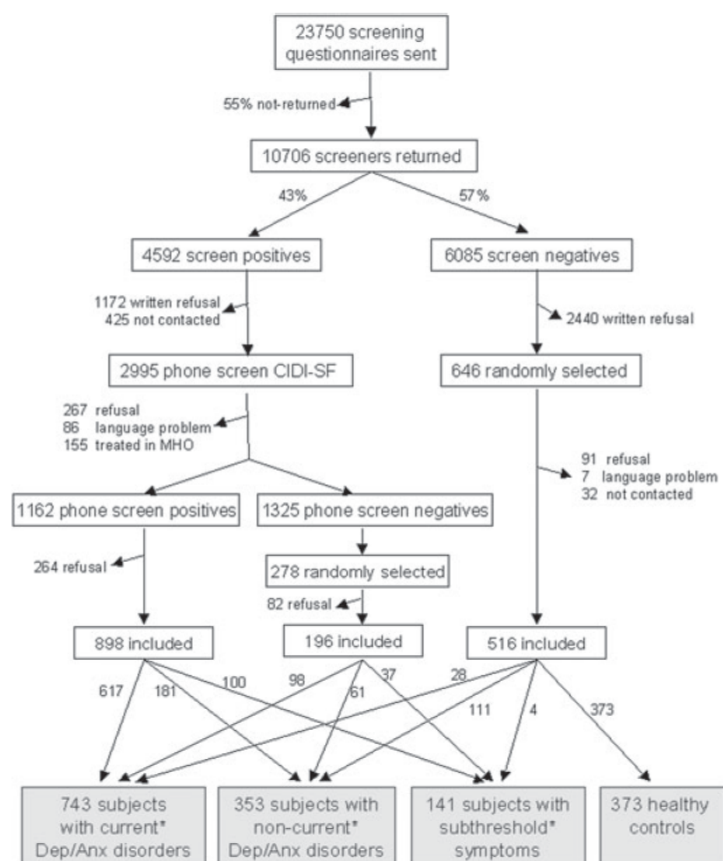 23750 screening
questionnaires sent
55% not-returned
10706 screeners returned
43%
57%
4592 screen positives
6085 screen negatives
1172 written refusal
425 not contacted
2440 written refusal
2995 phone screen CIDI-SF
646 randomly selected
267 refusal
86 language problem
155 treated in MHO
91 refusal
7 language problem
32 not contacted
1162 phone screen positives
1325 phone screen negatives
264 refusal
278 randomly selected
82 refusal
898 included
196 included
516 included
617
181
100
98
61
37
28
111
4
373
743 subjects
with current*
Dep/Anx disorders
353 subjects with
non-current*
Dep/Anx disorders
141 subjects with
subthreshold*
symptoms
373 healthy
controls